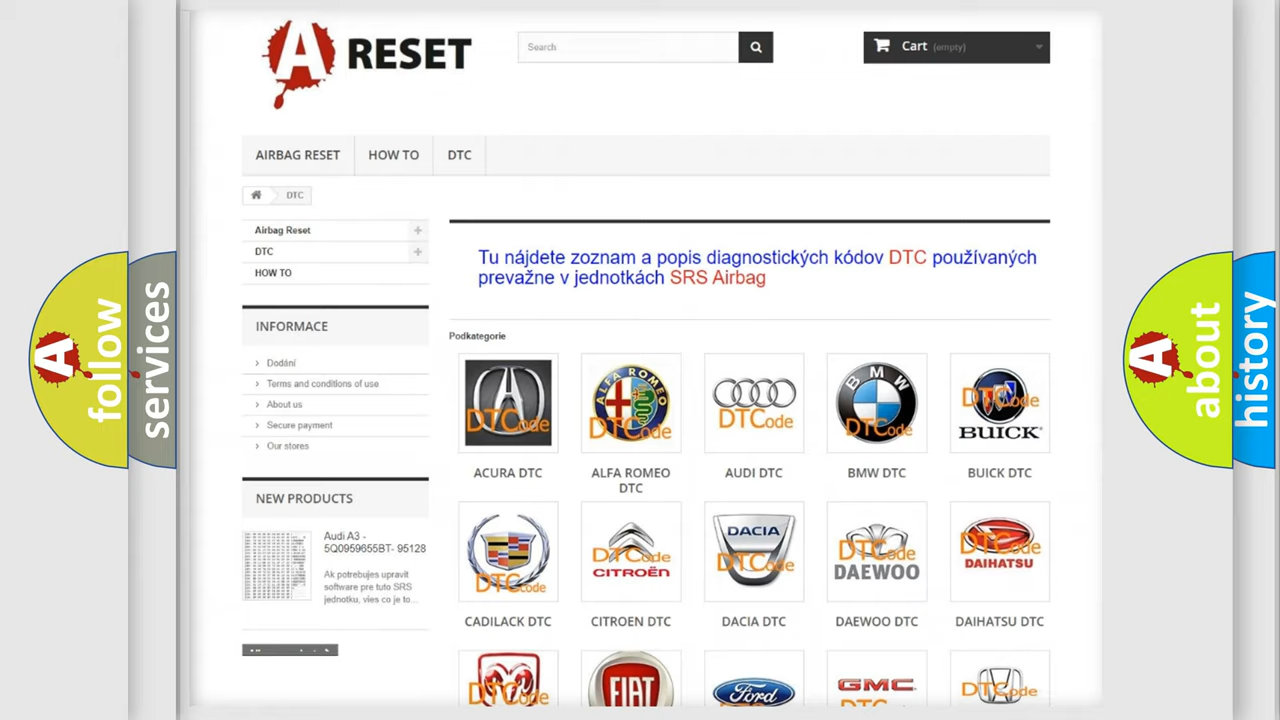 A RESET
Search
Cart (empty)
AIRBAG RESET
HOW TO
DTC
DTC
Airbag Reset
DTC
HOW TO
Tu nájdete zoznam a popis diagnostických kódov DTC používaných
prevažne v jednotkách SRS Airbag
INFORMACE
Podkategorie
Dodání
Terms and conditions of use
About us
Secure payment
Our stores
A
DTCode
ALFA ROMEO
DTCode
DTCode
BMW
DTCode
DTCode
BUICK
ACURA DTC
ALFA ROMEO
DTC
AUDI DTC
BMW DTC
BUICK DTC
NEW PRODUCTS
Audi A3 -
5Q0959655BT- 95128
Ak potrebujes upravit
software pre tuto SRS
jednotku, vies co je to...
DTCode
DTCode
CITROËN
DACIA
DTCode
DTCode
DAEWOO
DTCode
DAIHATSU
CADILACK DTC
CITROEN DTC
DACIA DTC
DAEWOO DTC
DAIHATSU DTC
DTCode
FIAT
Ford
GMC
DTCode
A follow
services
A about
history